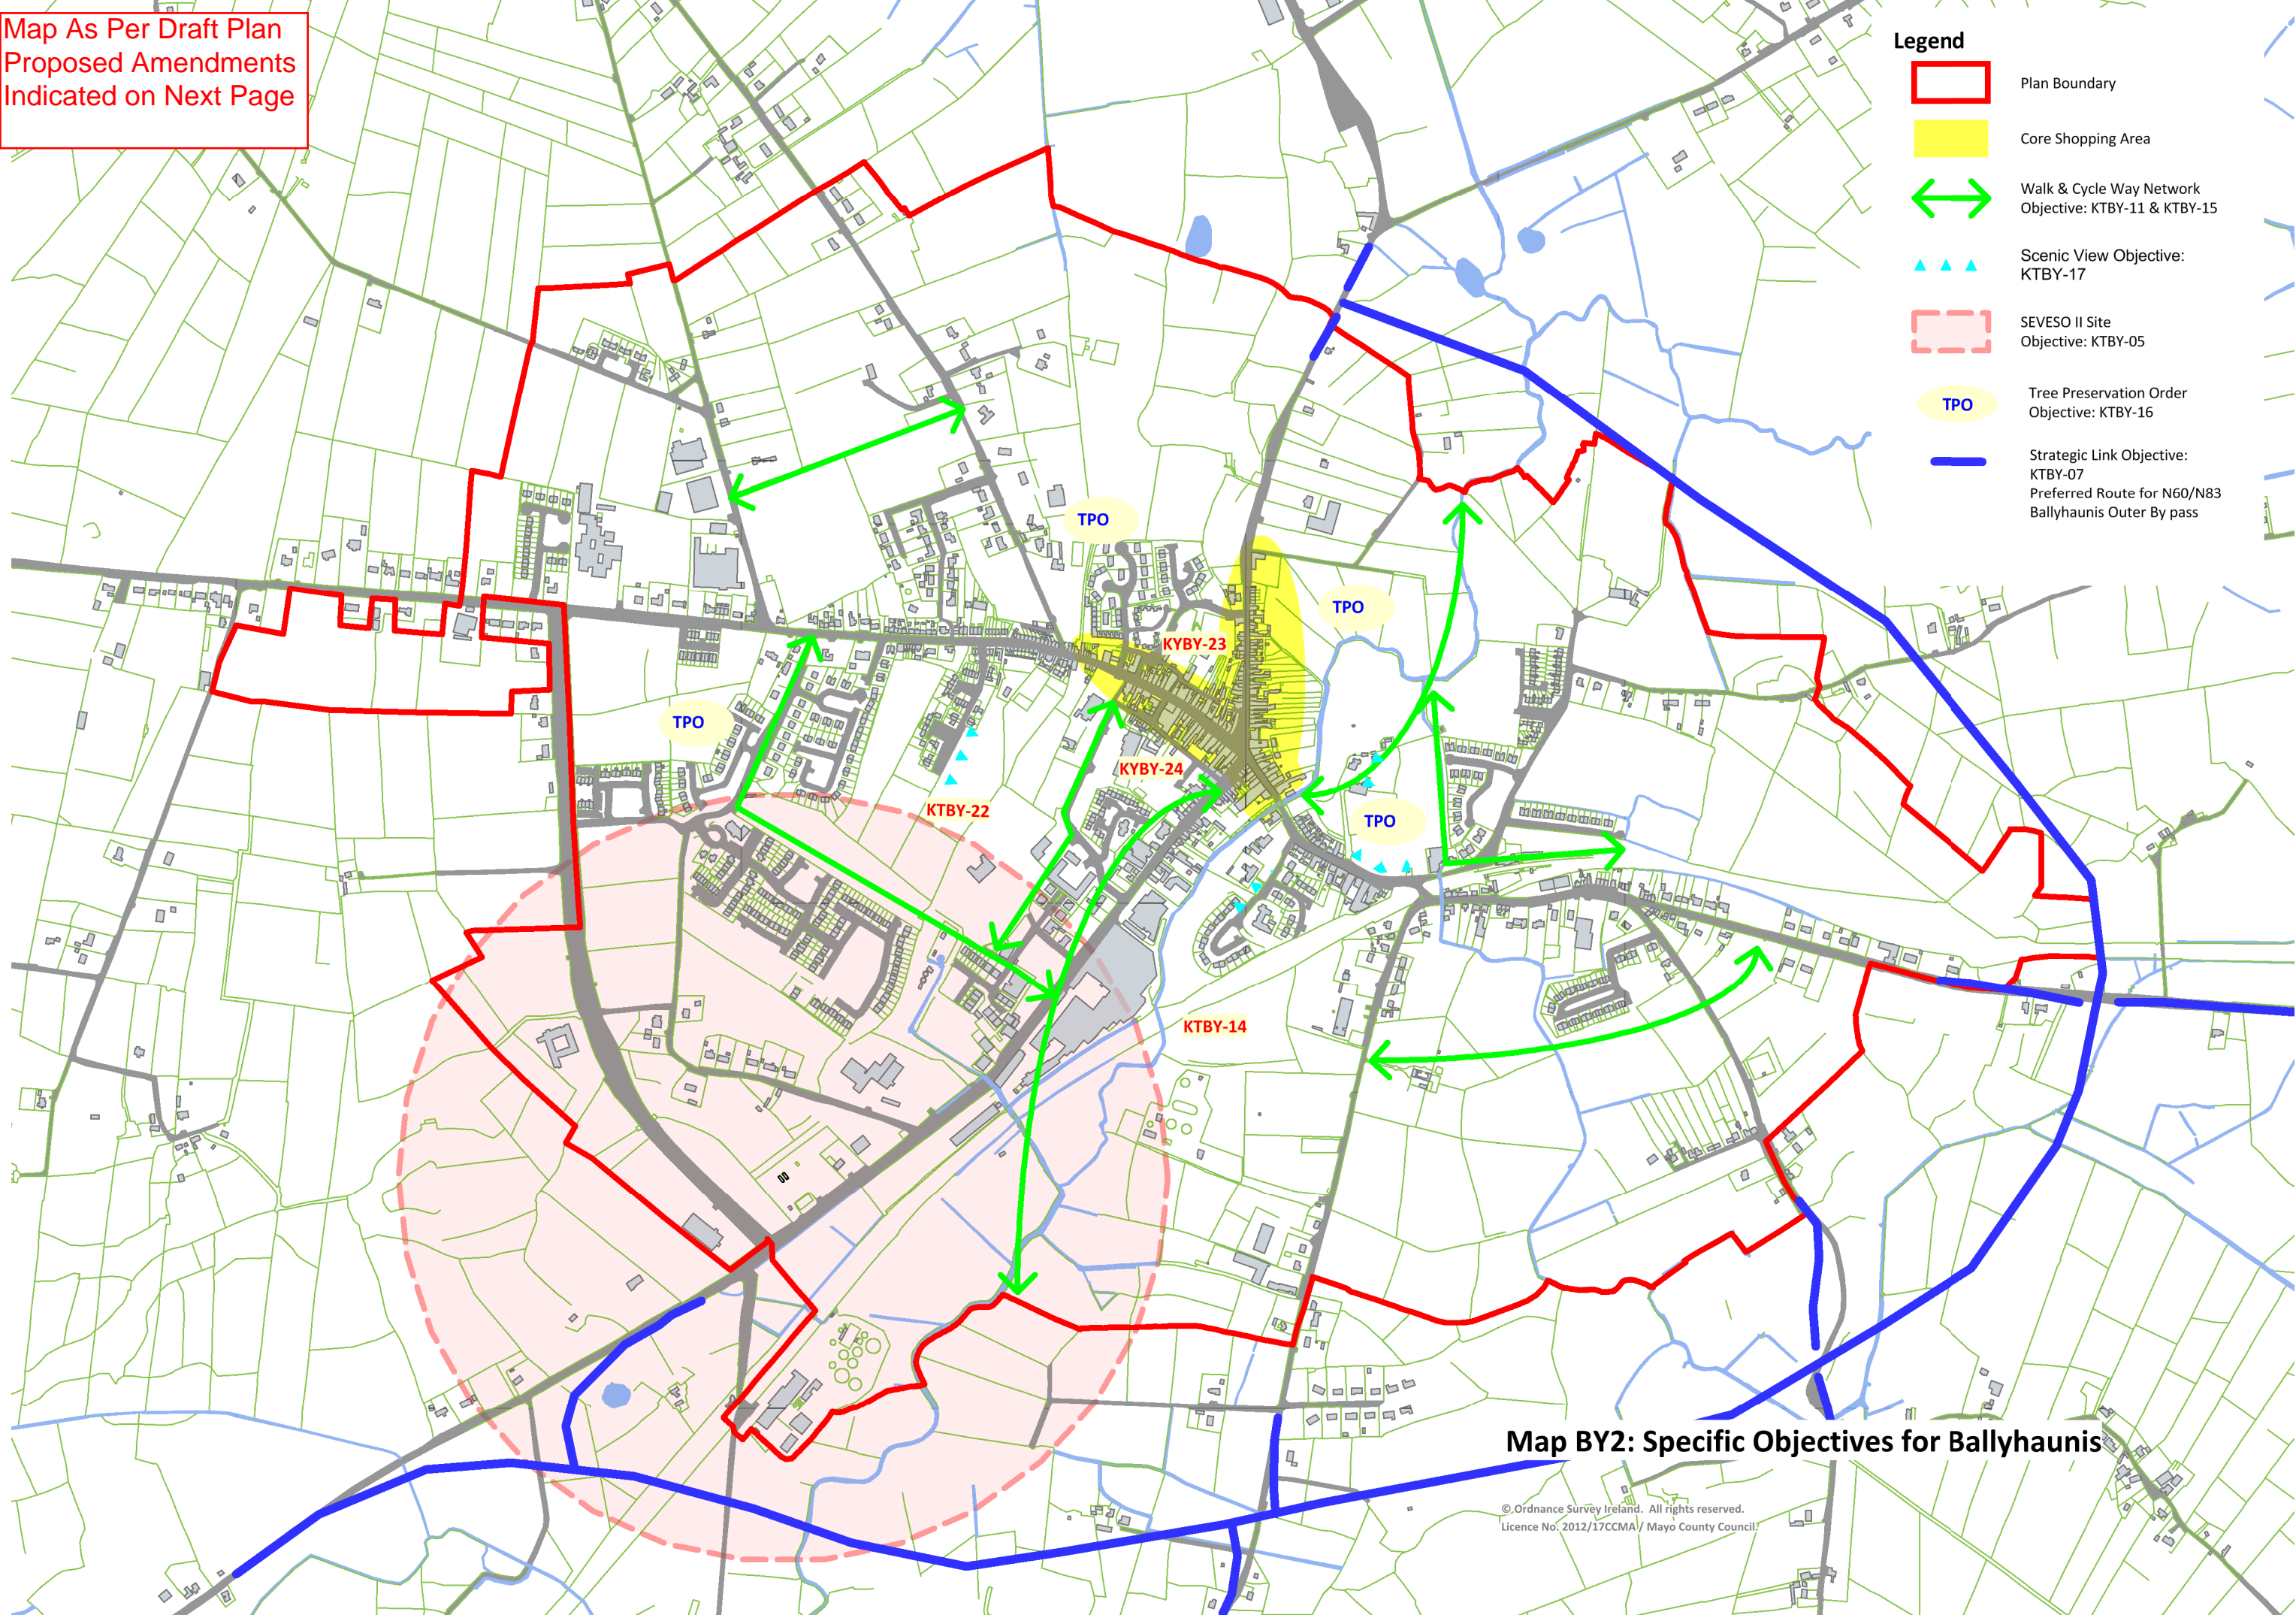 Map As Per Draft Plan
Proposed Amendments
Indicated on Next Page
Legend
Plan Boundary
Core Shopping Area
Walk & Cycle Way Network
Objective: KTBY-11 & KTBY-15
Scenic View Objective:
KTBY-17
SEVESO II Site
Objective: KTBY-05
TPO
Tree Preservation Order
Objective: KTBY-16
Strategic Link Objective:
KTBY-07
Preferred Route for N60/N83
Ballyhaunis Outer By pass
TPO
TPO
KYBY-23
TPO
KYBY-24
KTBY-22
TPO
KTBY-14
Map BY2: Specific Objectives for Ballyhaunis
© Ordnance Survey Ireland. All rights reserved.
Licence No. 2012/17CCMA / Mayo County Council.